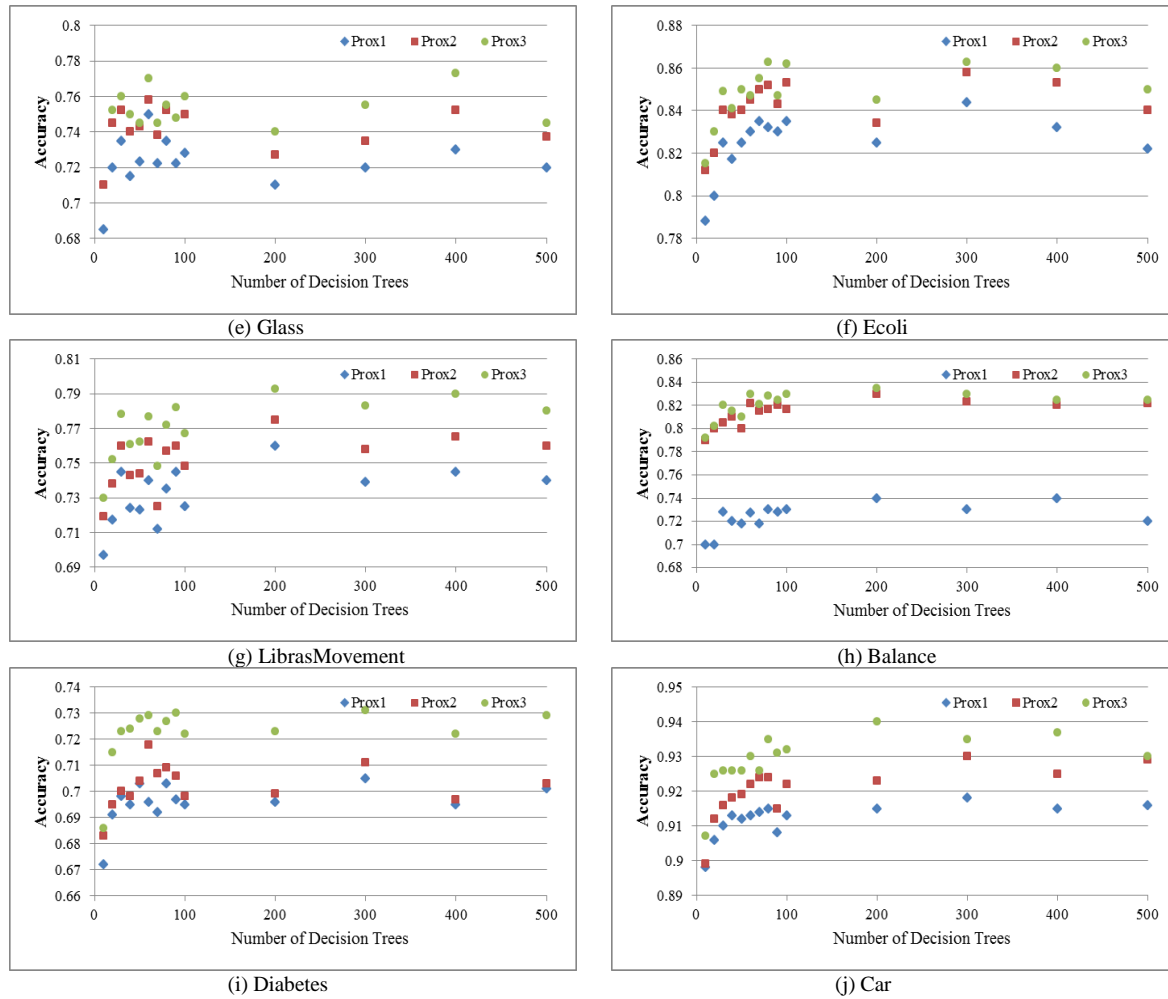 0.8
0.78
0.76
0.74
0.72
0.7
0.68
Accuracy
Prox1 Prox2 Prox3
0 100 200 300 400 500
Number of Decision Trees
(e) Glass
0.88
0.86
0.84
0.82
0.8
0.78
Accuracy
Prox1 Prox2 Prox3
0 100 200 300 400 500
Number of Decision Trees
(f) Ecoli
0.81
0.79
0.77
0.75
0.73
0.71
0.69
Accuracy
Prox1 Prox2 Prox3
0 100 200 300 400 500
Number of Decision Trees
(g) LibrasMovement
0.86
0.84
0.82
0.8
0.78
0.76
0.74
0.72
0.7
0.68
Accuracy
Prox1 Prox2 Prox3
0 100 200 300 400 500
Number of Decision Trees
(h) Balance
0.74
0.73
0.72
0.71
0.7
0.69
0.68
0.67
0.66
Accuracy
Prox1 Prox2 Prox3
0 100 200 300 400 500
Number of Decision Trees
(i) Diabetes
0.95
0.94
0.93
0.92
0.91
0.9
0.89
Accuracy
Prox1 Prox2 Prox3
0 100 200 300 400 500
Number of Decision Trees
(j) Car